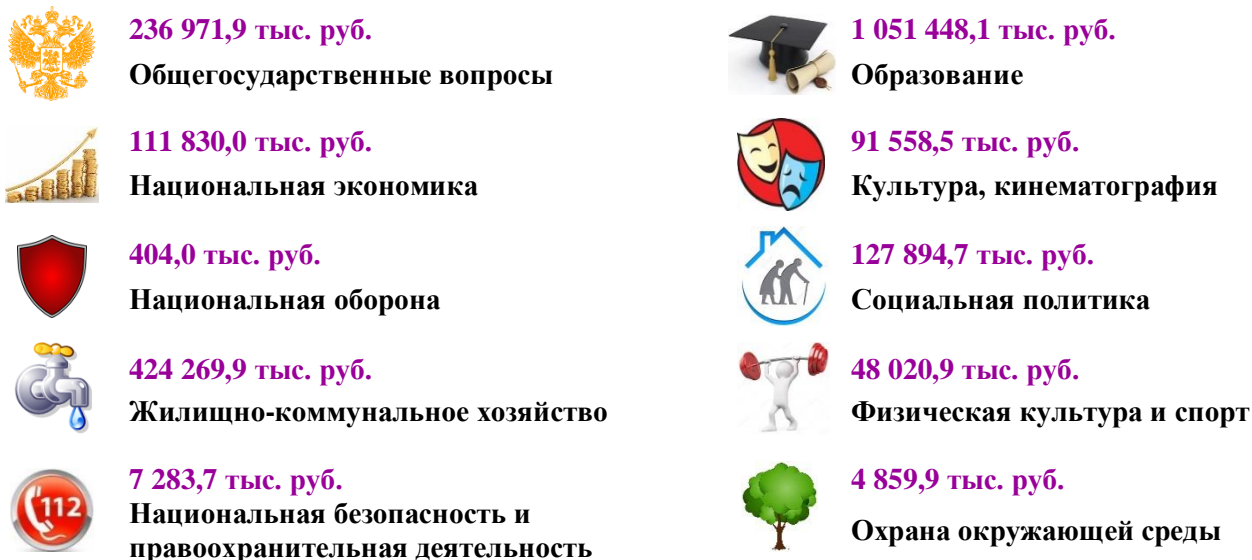 236 971,9 тыс. руб.
Общегосударственные вопросы
111 830,0 тыс. руб.
Национальная экономика
404,0 тыс. руб.
Национальная оборона
424 269,9 тыс. руб.
Жилищно-коммунальное хозяйство
7 283,7 тыс. руб.
Национальная безопасность и
правоохранительная деятельность
112
1 051 448,1 тыс. руб.
Образование
91 558,5 тыс. руб.
Культура, кинематография
127 894,7 тыс. руб.
Социальная политика
48 020,9 тыс. руб.
Физическая культура и спорт
4 859,9 тыс. руб.
Охрана окружающей среды